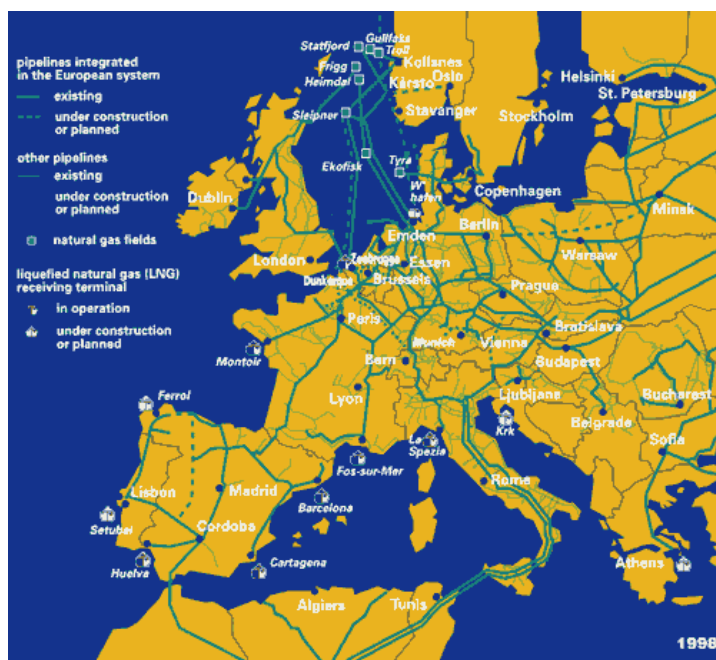 pipelines integrated
in the European system
existing
under construction
or planned
other pipelines
existing
under construction
or planned
natural gas fields
liquefied natural gas (LNG)
receiving terminal
in operation
under construction
or planned
Statfjord
Gullfaks
Troll
Frigg
Heimdal
Kollsnes
Kårstø
Oslo
Sleipner
Stavanger
Stockholm
Helsinki
St. Petersburg
Ekofisk
Tyra
W'
hafen
Copenhagen
Dublin
Minsk
Emden
Berlin
London
Zeebrugge
Essen
Warsaw
Dunkerque
Brussels
Prague
Paris
Munich
Vienna
Bratislava
Montoir
Bern
Budapest
Ferrol
Lyon
Ljubljana
Bucharest
La
Spezia
Krk
Belgrade
Sofia
Fos-sur-Mer
Lisbon
Madrid
Rome
Barcelona
Setubal
Cordoba
Huelva
Cartagena
Athens
Algiers
Tunis
1998